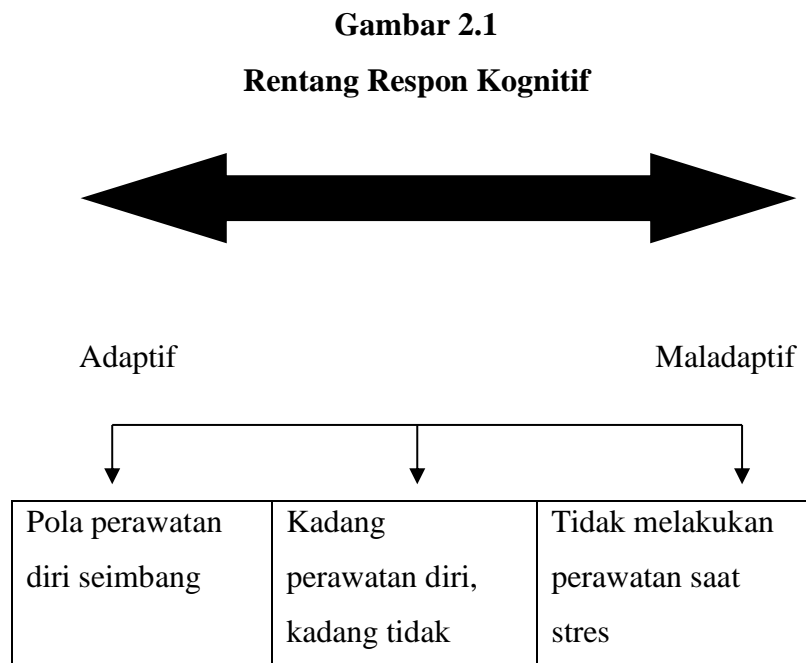 Gambar 2.1
Rentang Respon Kognitif
Adaptif
Maladaptif
Pola perawatan
diri seimbang
Kadang
perawatan diri,
kadang tidak
Tidak melakukan
perawatan saat
stres